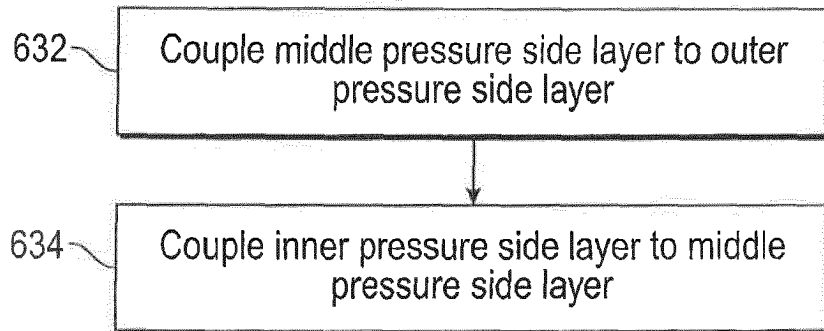 632
Couple middle pressure side layer to outer
pressure side layer
634
Couple inner pressure side layer to middle
pressure side layer